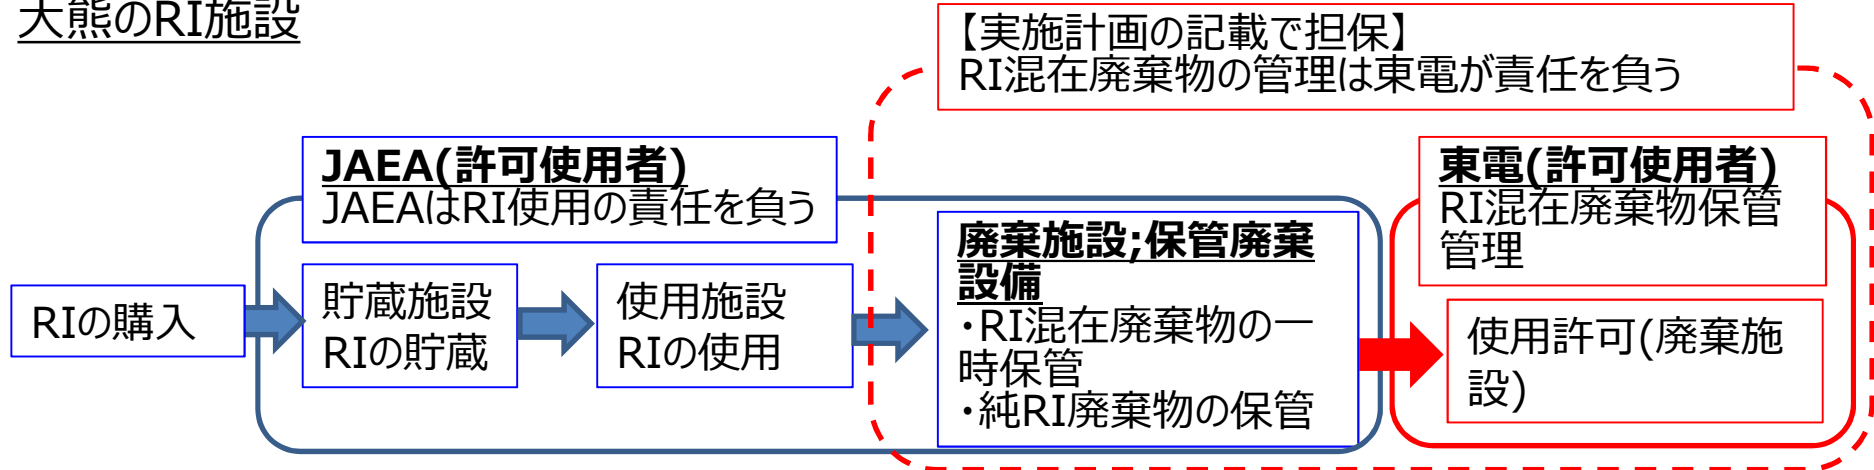 大熊のRI施設
【実施計画の記載で担保】
RI混在廃棄物の管理は東電が責任を負う
JAEA(許可使用者)
JAEAはRI使用の責任を負う
東電(許可使用者)
RI混在廃棄物保管
管理
RIの購入
貯蔵施設
RIの貯蔵
使用施設
RIの使用
廃棄施設;保管廃棄
設備
・RI混在廃棄物の一
時保管
・純RI廃棄物の保管
使用許可(廃棄施
設)